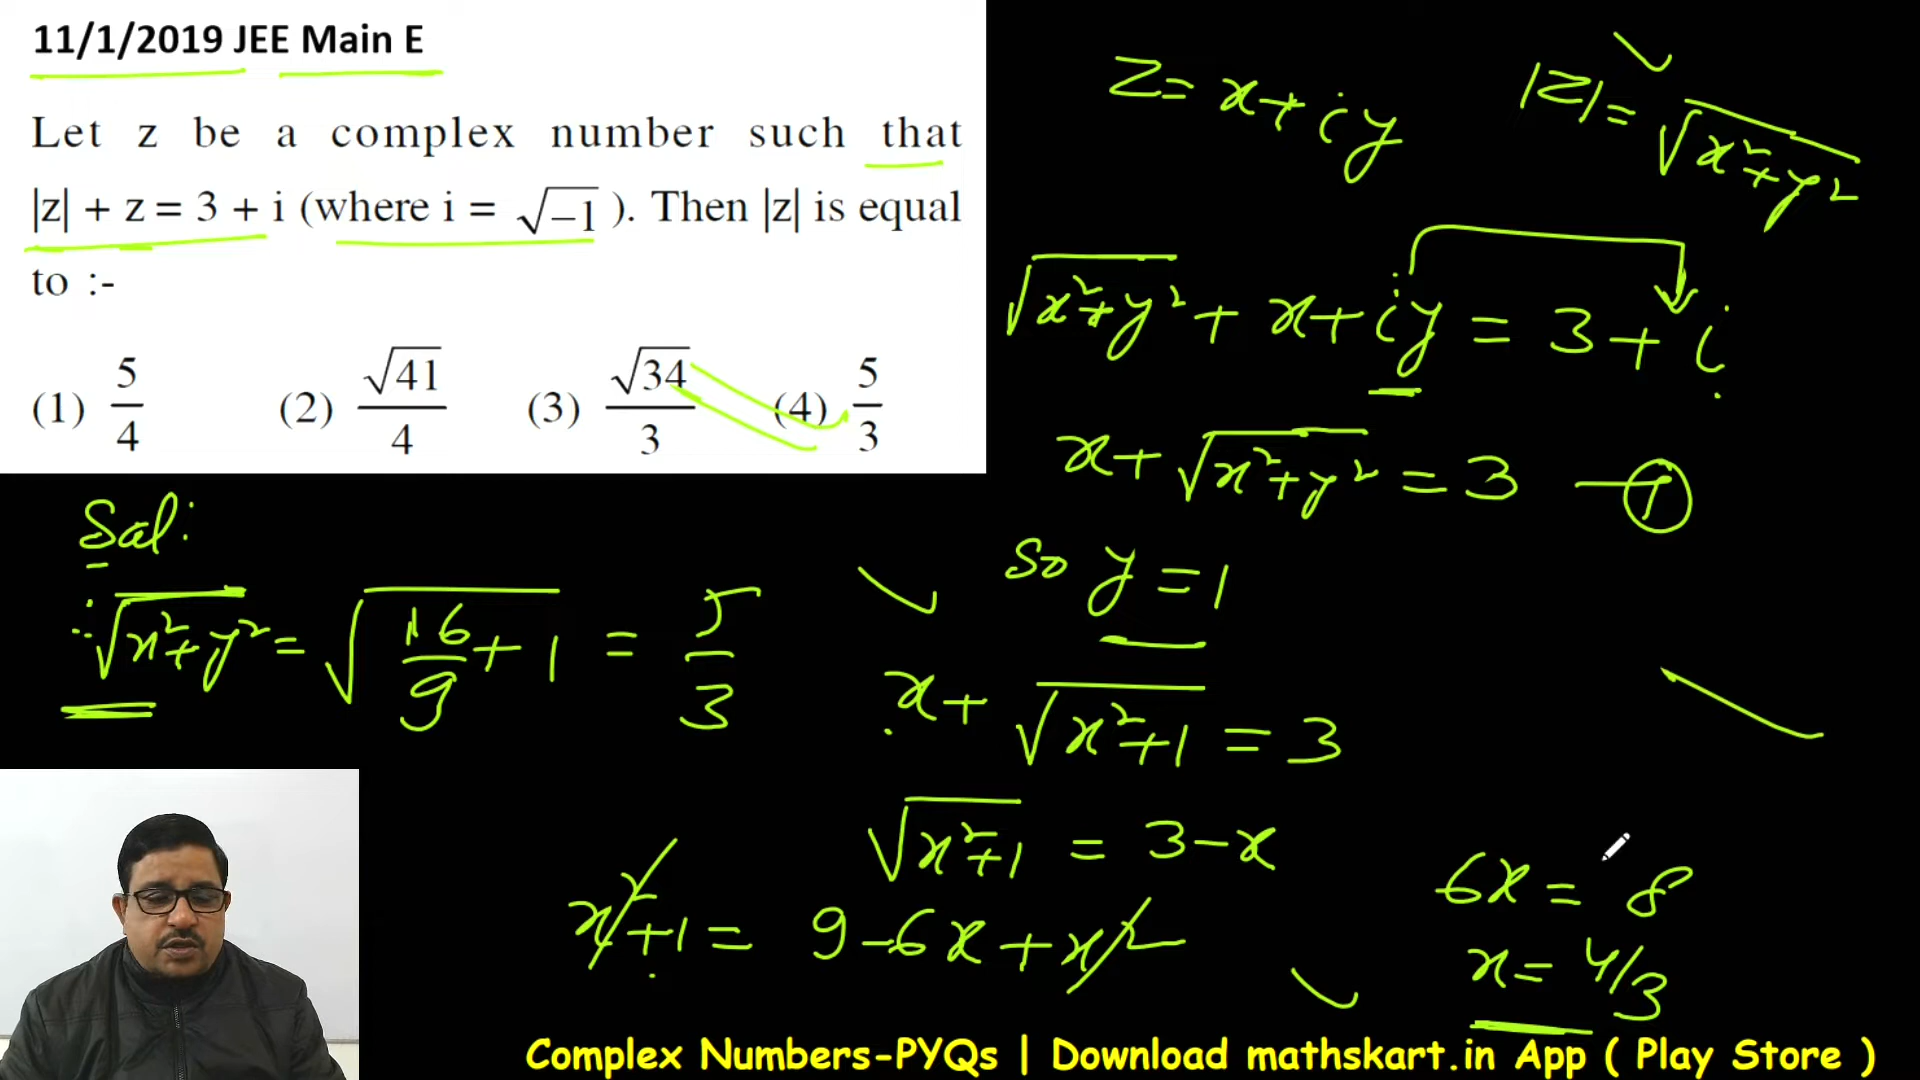 11/1/2019 JEE Main E
Let z be a complex number such that
|z| + z = 3 + i (where i = √−1 ). Then |z| is equal
to :-
(1) 5/4 (2) √41/4 (3) √34/3 (4) 5/3
z = x + iy |z| = √x²+y²
√x²+y² + x + iy = 3 + i
x + √x²+y² = 3 — 1
So y = 1
x + √x²+1 = 3
√x²+1 = 3 − x
x²+1 = 9 − 6x + x²
6x = 8
x = 4/3
Sol:
∴ √x²+y² = √16/9 + 1 = 5/3
Complex Numbers-PYQs | Download mathskart.in App ( Play Store )